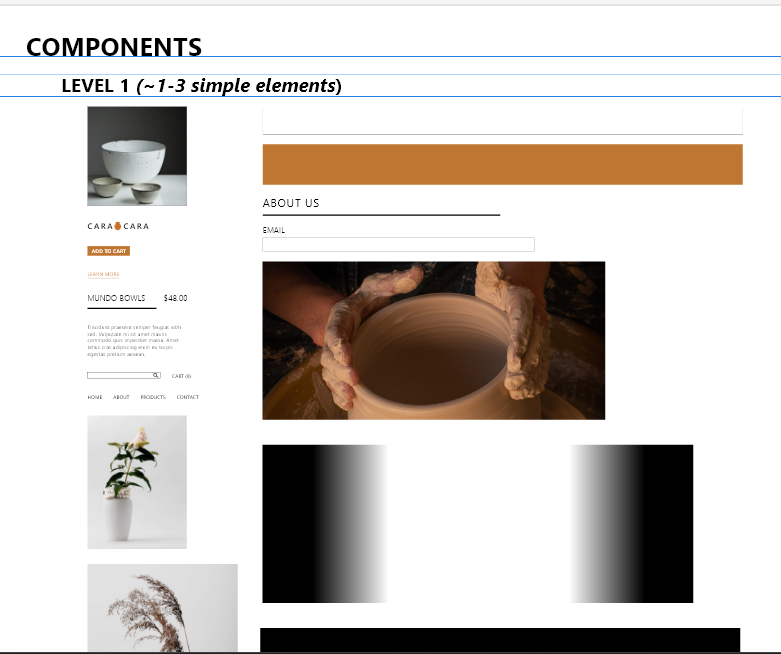 COMPONENTS
LEVEL 1 (~1-3 simple elements)
CARA CARA
ADD TO CART
LEARN MORE
MUNDO BOWLS $48.00
Tincidunt praesent semper feugiat nibh
sed. Vulputate mi sit amet mauris
commodo quis imperdiet massa. Amet
tellus cras adipiscing enim eu turpis
egestas pretium aenean.
CART (0)
HOME ABOUT PRODUCTS CONTACT
ABOUT US
EMAIL